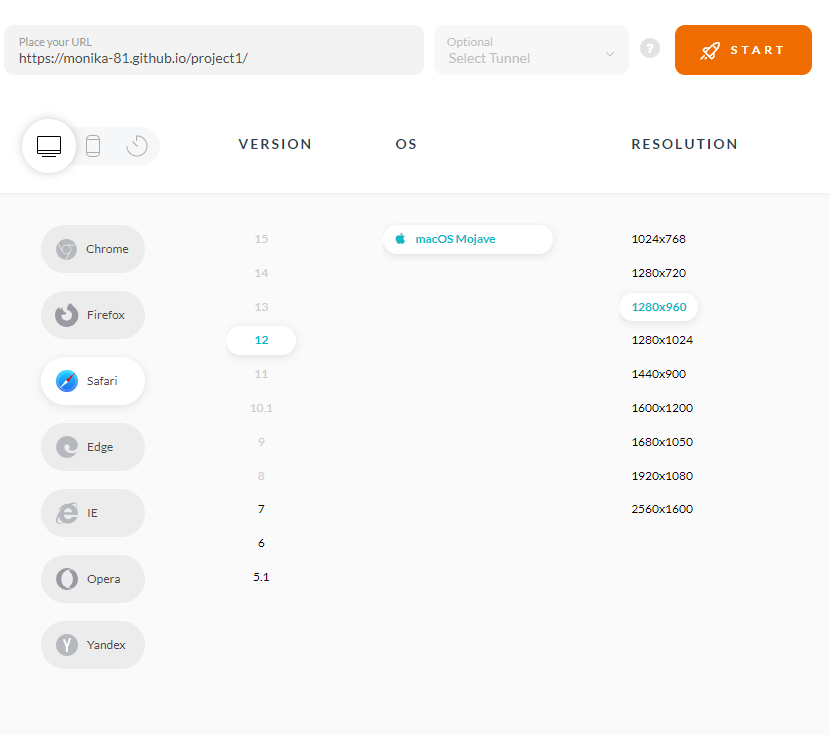 Place your URL
https://monika-81.github.io/project1/
Optional
Select Tunnel
?
START
VERSION
OS
RESOLUTION
Chrome
Firefox
Safari
Edge
IE
Opera
Yandex
15
14
13
12
11
10.1
9
8
7
6
5.1
macOS Mojave
1024x768
1280x720
1280x960
1280x1024
1440x900
1600x1200
1680x1050
1920x1080
2560x1600